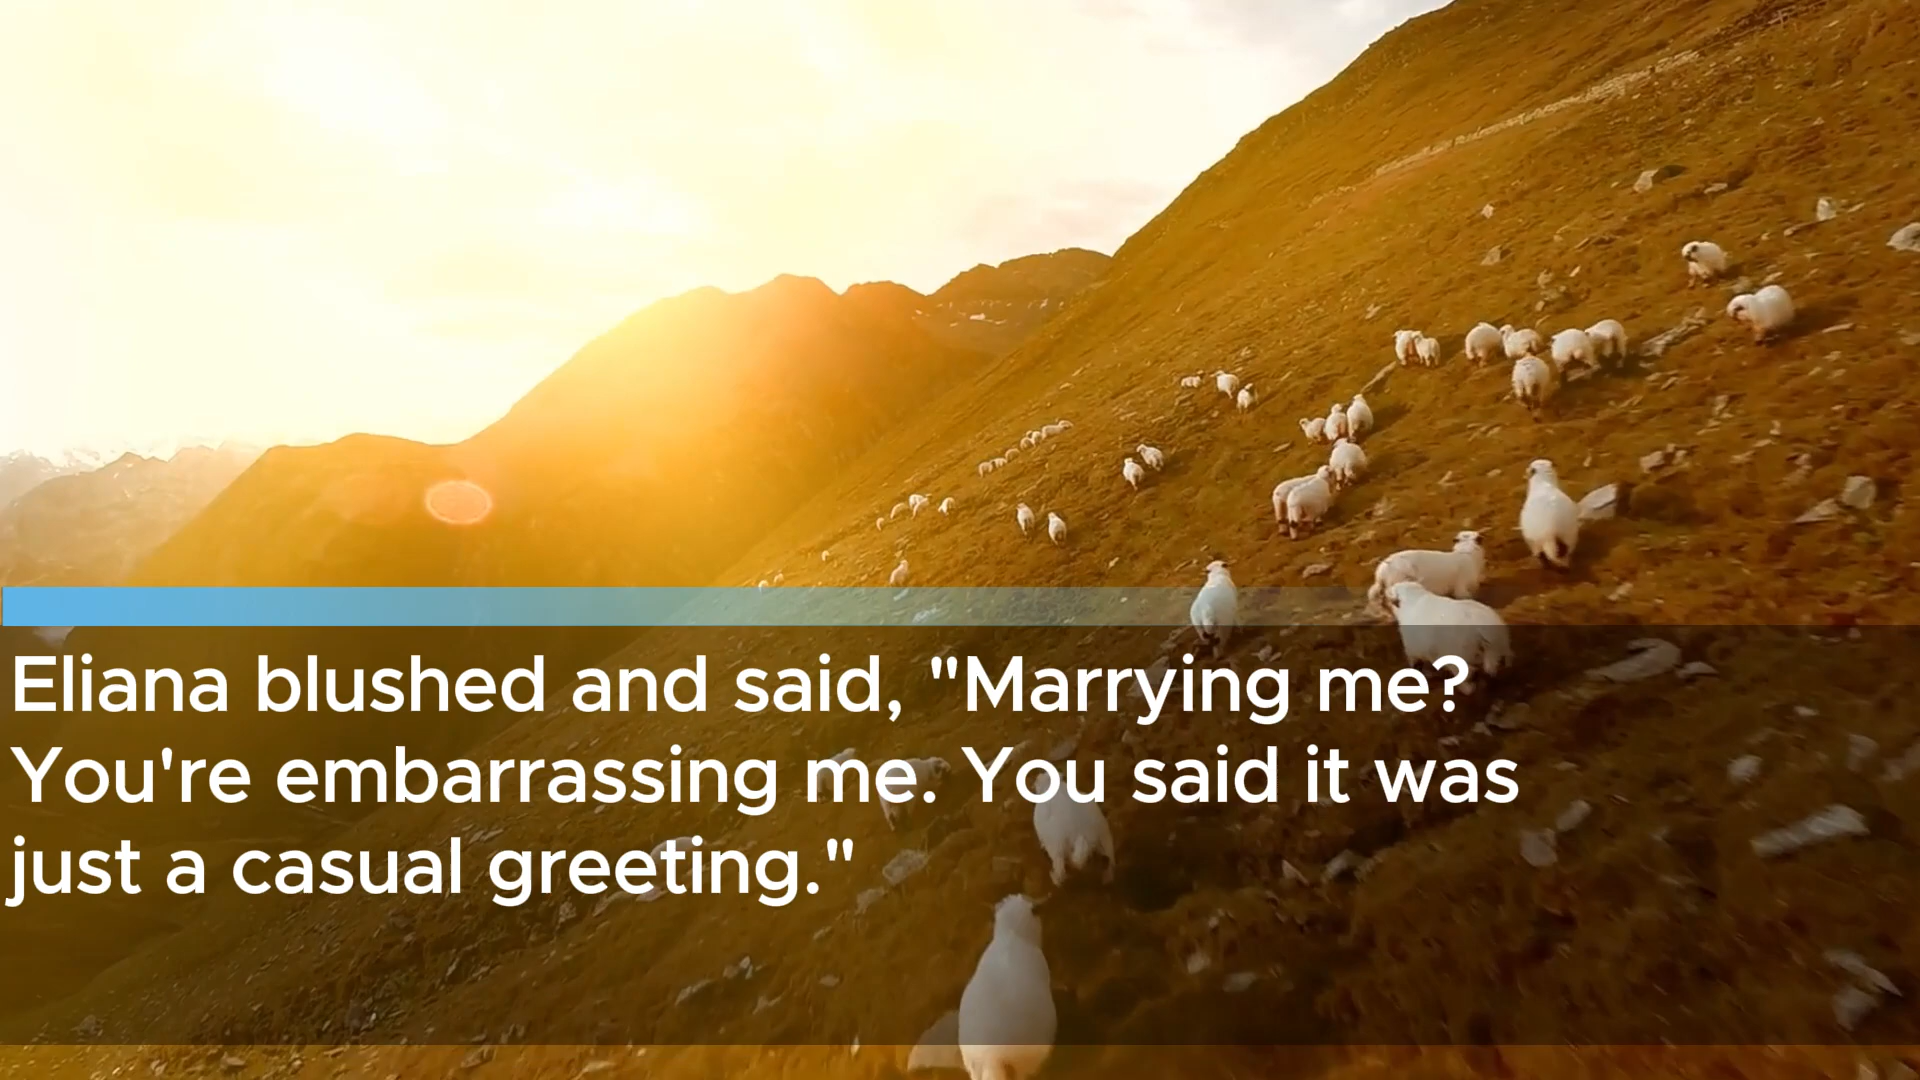 Eliana blushed and said, "Marrying me?
You're embarrassing me. You said it was
just a casual greeting."